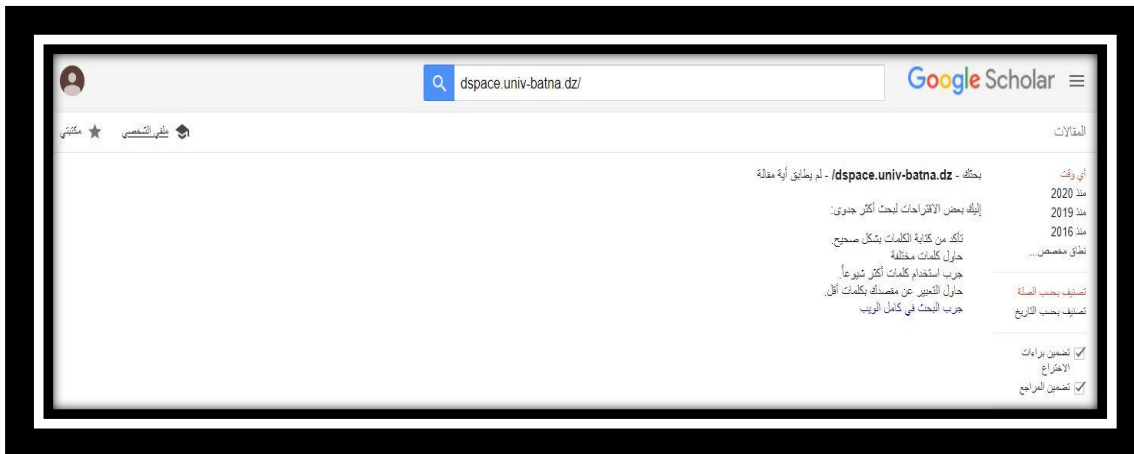 Google Scholar
dspace.univ-batna.dz/
المقالات
ملفي الشخصي
مكتبتي
أي وقت
منذ 2020
منذ 2019
منذ 2016
نطاق مخصص...
تصنيف بحسب الصلة
تصنيف بحسب التاريخ
تضمين براءات
الاختراع
تضمين المراجع
بحثك - dspace.univ-batna.dz/ - لم يطابق أية مقالة
إليك بعض الاقتراحات لبحث أكثر جدوى:
تأكد من كتابة الكلمات بشكل صحيح.
حاول كلمات مختلفة
جرب استخدام كلمات أكثر شيوعاً.
حاول التعبير عن مقصدك بكلمات أقل.
جرب البحث في كامل الويب